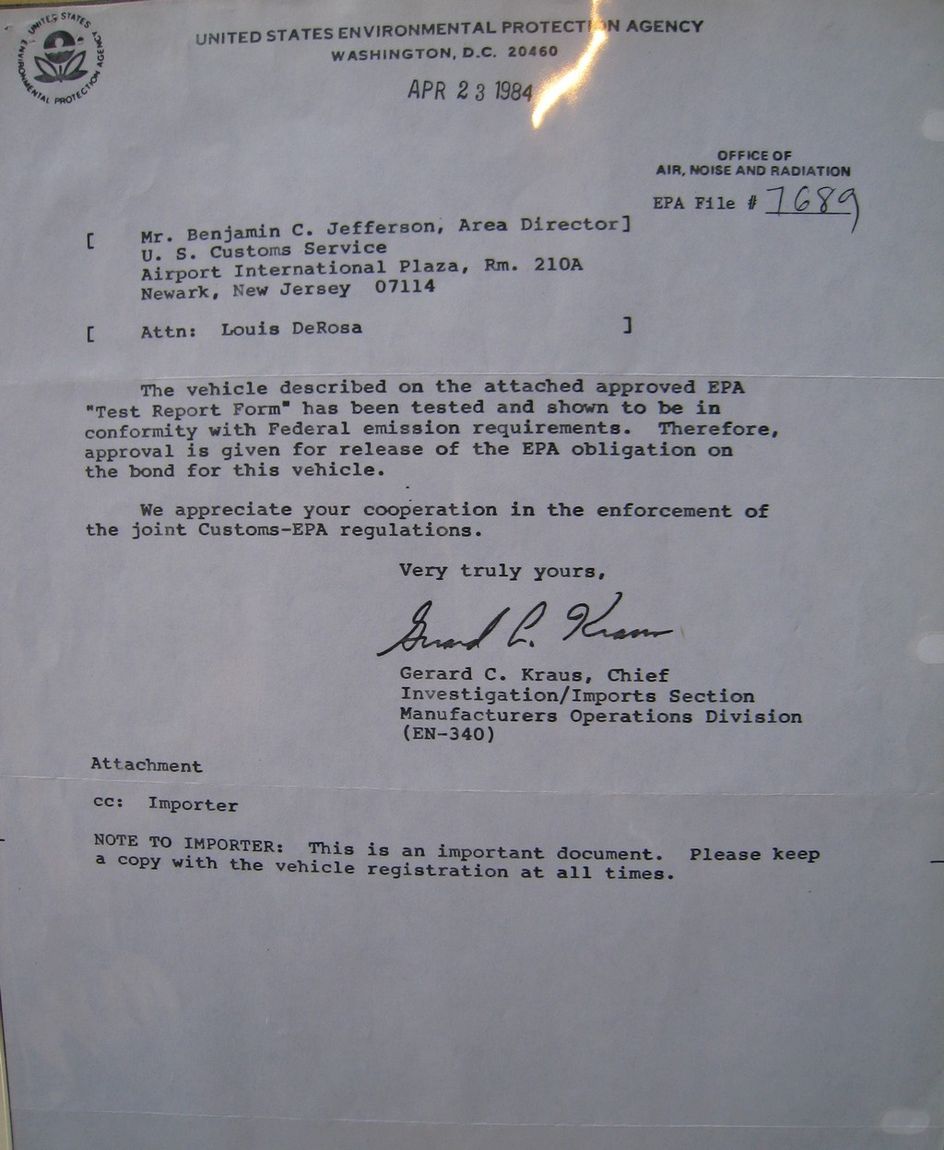 UNITED STATES ENVIRONMENTAL PROTECTION AGENCY
UNITED STATES ENVIRONMENTAL PROTECTION AGENCY
WASHINGTON, D.C. 20460
APR 23 1984
OFFICE OF
AIR, NOISE AND RADIATION
EPA File # 7689
[ Mr. Benjamin C. Jefferson, Area Director]
U. S. Customs Service
Airport International Plaza, Rm. 210A
Newark, New Jersey 07114
[ Attn: Louis DeRosa ]
The vehicle described on the attached approved EPA
"Test Report Form" has been tested and shown to be in
conformity with Federal emission requirements. Therefore,
approval is given for release of the EPA obligation on
the bond for this vehicle.
We appreciate your cooperation in the enforcement of
the joint Customs-EPA regulations.
Very truly yours,
Gerard C. Kraus
Gerard C. Kraus, Chief
Investigation/Imports Section
Manufacturers Operations Division
(EN-340)
Attachment
cc: Importer
NOTE TO IMPORTER: This is an important document. Please keep
a copy with the vehicle registration at all times.